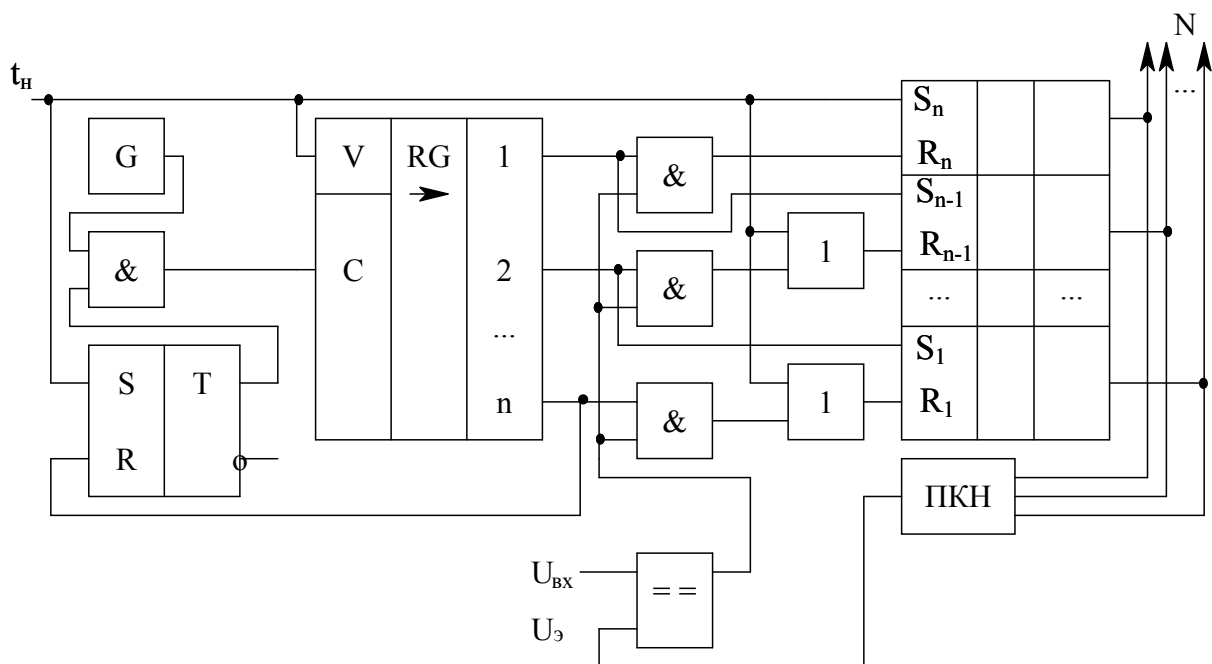 N
...
tн
G
&
V
C
RG
1
2
...
n
&
&
&
1
1
Sn
Rn
Sn-1
Rn-1
... ...
S1
R1
S T
R o
ПКН
Uвх
Uэ
= =